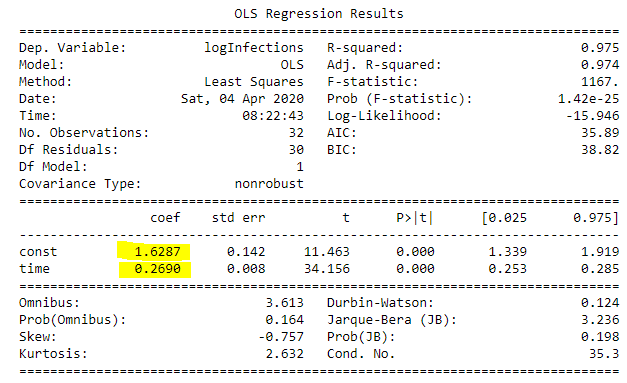 OLS Regression Results
==============================================================================
Dep. Variable: logInfections R-squared: 0.975
Model: OLS Adj. R-squared: 0.974
Method: Least Squares F-statistic: 1167.
Date: Sat, 04 Apr 2020 Prob (F-statistic): 1.42e-25
Time: 08:22:43 Log-Likelihood: -15.946
No. Observations: 32 AIC: 35.89
Df Residuals: 30 BIC: 38.82
Df Model: 1
Covariance Type: nonrobust
==============================================================================
coef std err t P>|t| [0.025 0.975]
------------------------------------------------------------------------------
const 1.6287 0.142 11.463 0.000 1.339 1.919
time 0.2690 0.008 34.156 0.000 0.253 0.285
==============================================================================
Omnibus: 3.613 Durbin-Watson: 0.124
Prob(Omnibus): 0.164 Jarque-Bera (JB): 3.236
Skew: -0.757 Prob(JB): 0.198
Kurtosis: 2.632 Cond. No. 35.3
==============================================================================